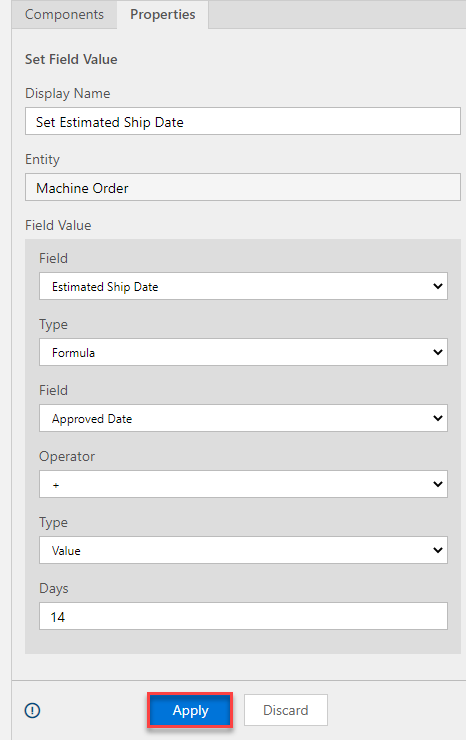 Components Properties
Set Field Value
Display Name
Set Estimated Ship Date
Entity
Machine Order
Field Value
Field
Estimated Ship Date
Type
Formula
Field
Approved Date
Operator
+
Type
Value
Days
14
Apply Discard